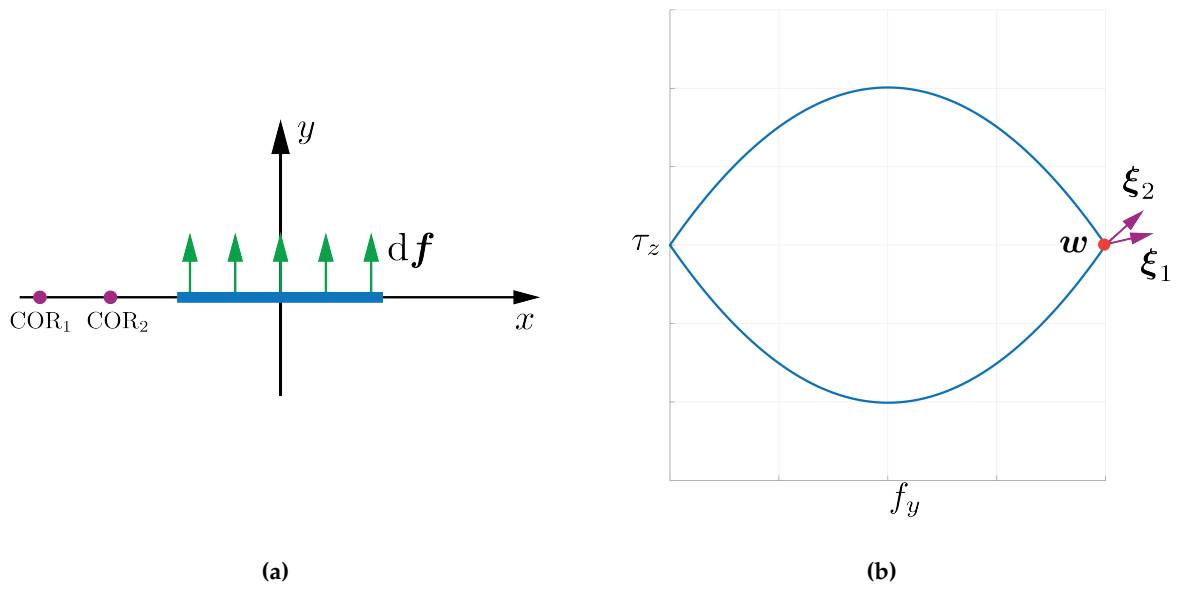 y
d𝒇
COR₁ COR₂
x
(a)
ξ₂
τ_z
w
ξ₁
f_y
(b)